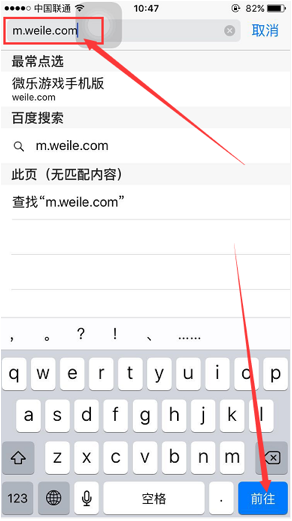 中国联通 10:47 82%
m.weile.com 取消
最常点选
微乐游戏手机版
weile.com
百度搜索
m.weile.com
此页（无匹配内容）
查找“m.weile.com”
， 。 ？ ！ 、 ……
q w e r t y u i o p
a s d f g h j k l
z x c v b n m
123 空格 . 前往